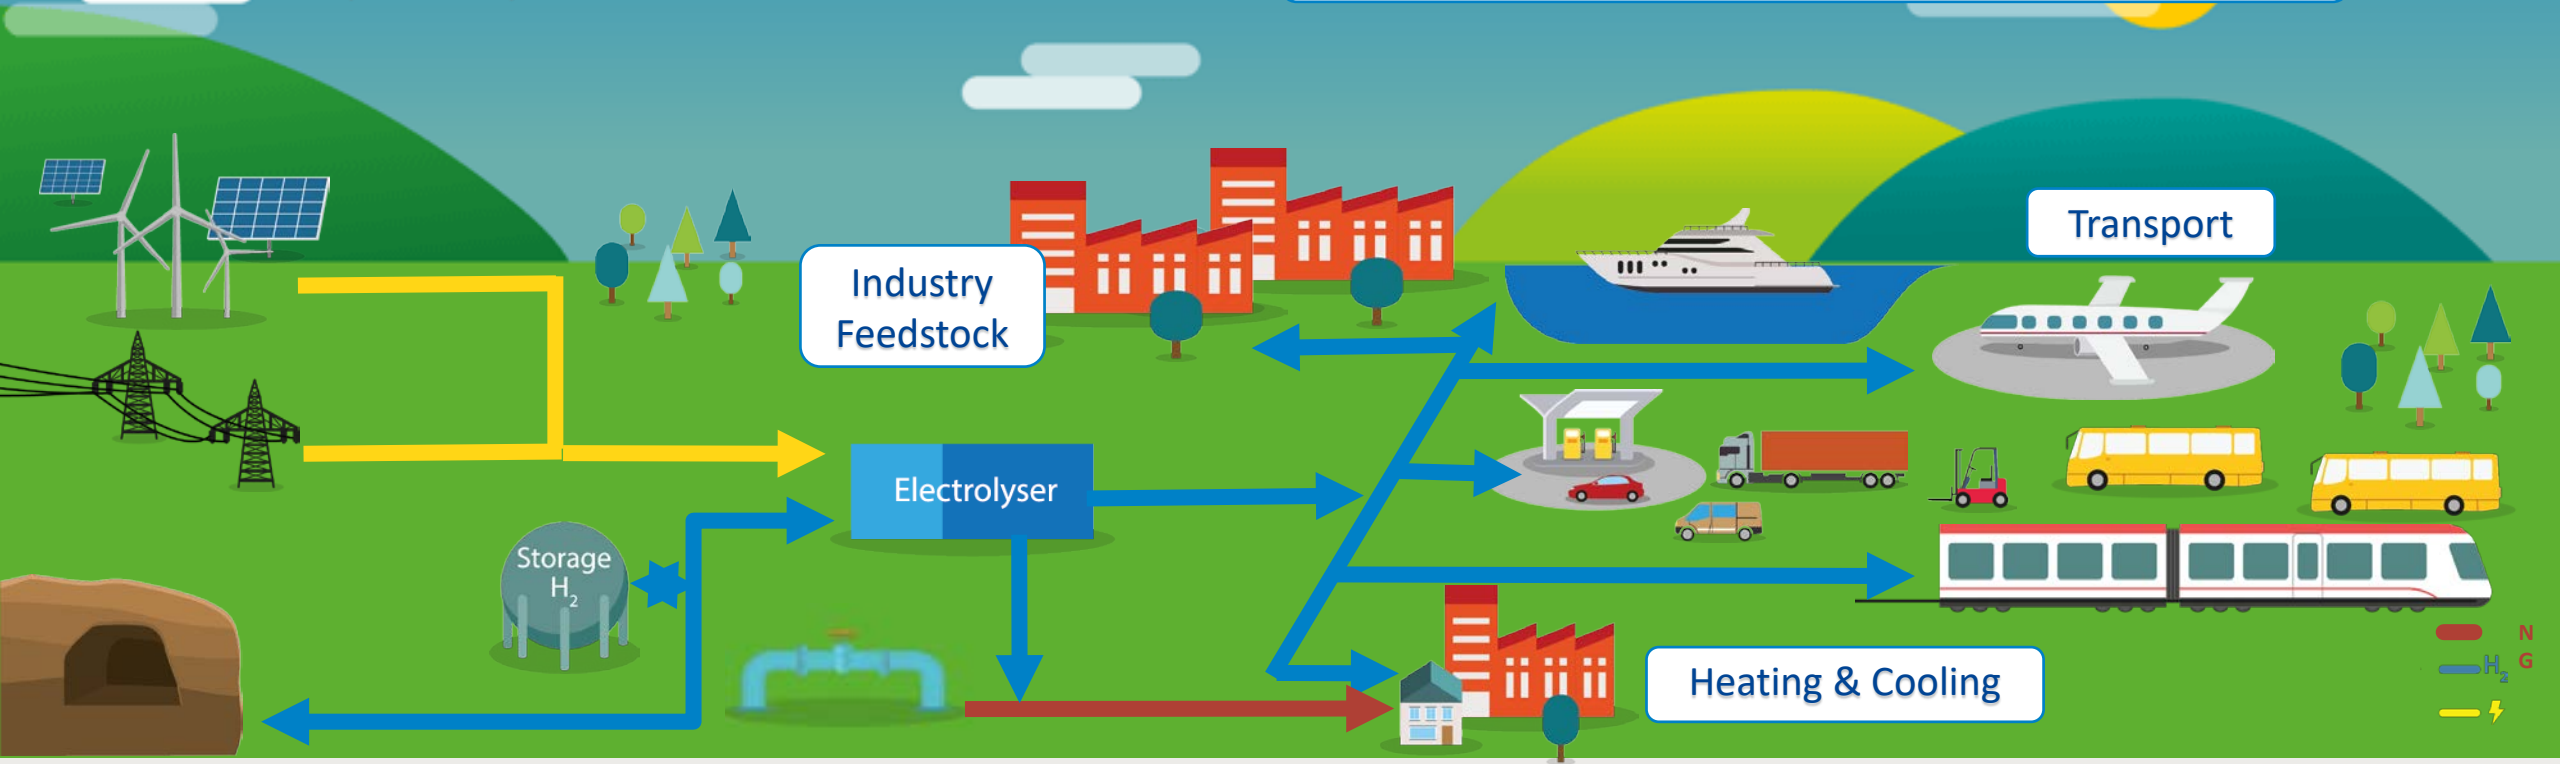 Transport
Industry
Feedstock
Electrolyser
Storage
H2
Heating & Cooling
N
G
H2